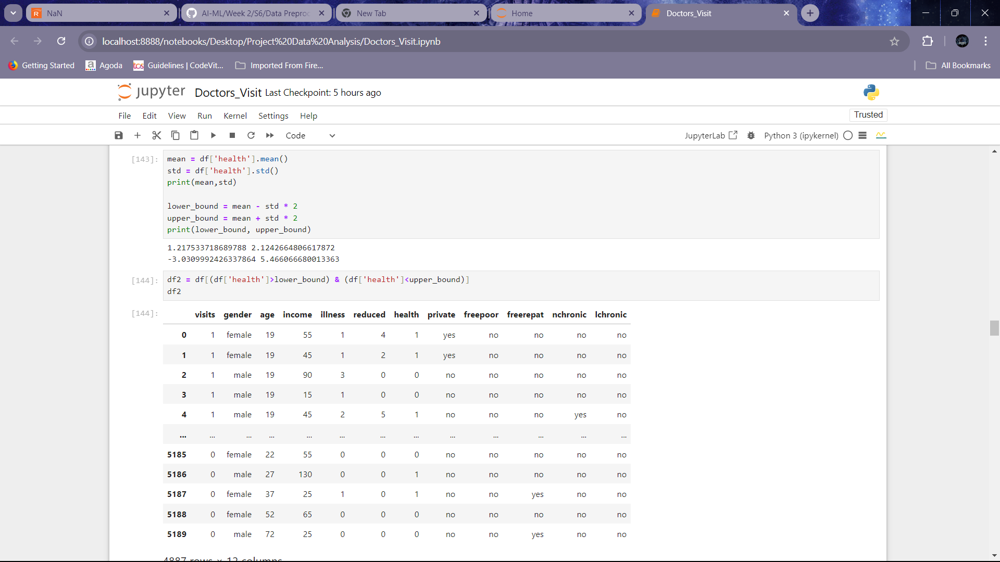 NaN
AI-ML/Week 2/S6/Data Preproc
New Tab
Home
Doctors_Visit
localhost:8888/notebooks/Desktop/Project%20Data%20Analysis/Doctors_Visit.ipynb
Getting Started
Agoda
Guidelines | CodeVit...
Imported From Fire...
All Bookmarks
jupyter Doctors_Visit Last Checkpoint: 5 hours ago
File Edit View Run Kernel Settings Help
Trusted
Code
JupyterLab
Python 3 (ipykernel)
[143]:
mean = df['health'].mean()
std = df['health'].std()
print(mean,std)
lower_bound = mean - std * 2
upper_bound = mean + std * 2
print(lower_bound, upper_bound)
1.217533718689788 2.1242664806617872
-3.0309992426337864 5.466066680013363
[144]:
df2 = df[(df['health']>lower_bound) & (df['health']<upper_bound)]
df2
[144]:
visits gender age income illness reduced health private freepoor freerepat nchronic lchronic
0 1 female 19 55 1 4 1 yes no no no no
1 1 female 19 45 1 2 1 yes no no no no
2 1 male 19 90 3 0 0 no no no no no
3 1 male 19 15 1 0 0 no no no no no
4 1 male 19 45 2 5 1 no no no yes no
... ... ... ... ... ... ... ... ... ... ... ... ...
5185 0 female 22 55 0 0 0 no no no no no
5186 0 male 27 130 0 0 1 no no no no no
5187 0 female 37 25 1 0 1 no no yes no no
5188 0 female 52 65 0 0 0 no no no no no
5189 0 male 72 25 0 0 0 no no yes no no
4887 rows × 12 columns